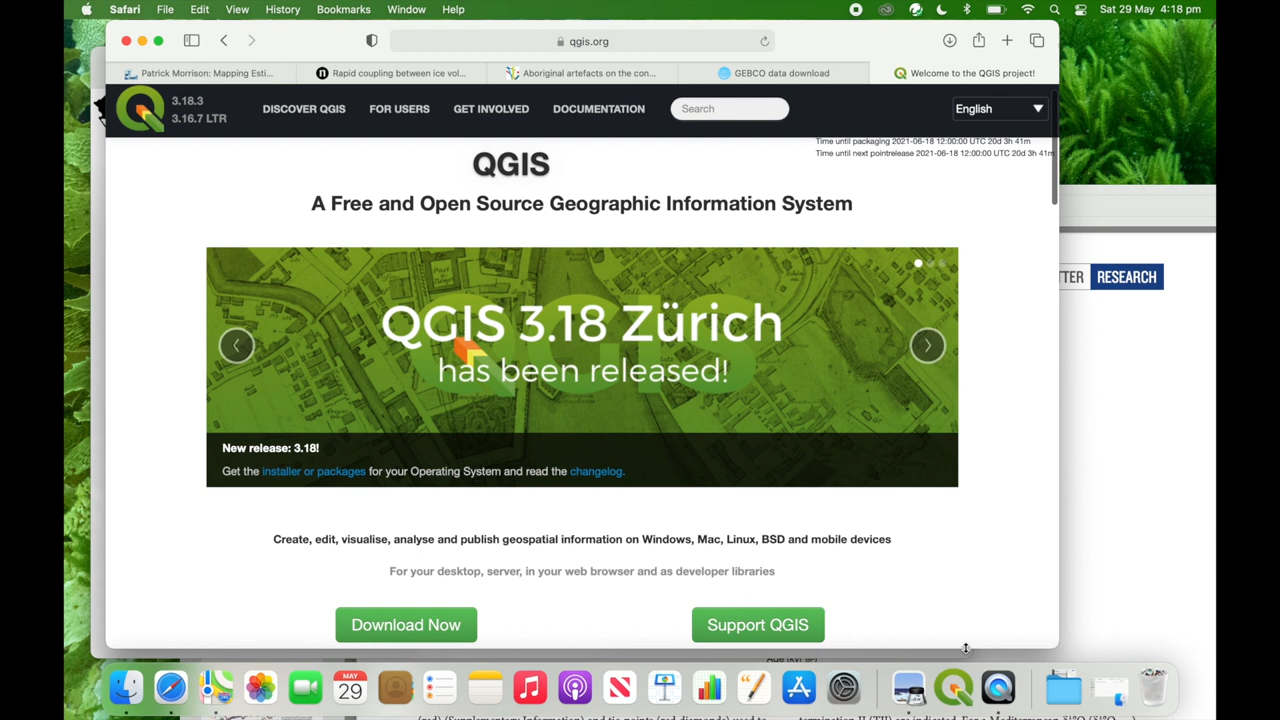 Safari File Edit View History Bookmarks Window Help Sat 29 May 4:18 pm
qgis.org
Patrick Morrison: Mapping Esti... Rapid coupling between ice vol... Aboriginal artefacts on the con... GEBCO data download Welcome to the QGIS project!
3.18.3
3.16.7 LTR
DISCOVER QGIS FOR USERS GET INVOLVED DOCUMENTATION Search English
Time until packaging 2021-06-18 12:00:00 UTC 20d 3h 41m
Time until next pointrelease 2021-06-18 12:00:00 UTC 20d 3h 41m
QGIS
A Free and Open Source Geographic Information System
QGIS 3.18 Zürich
has been released!
New release: 3.18!
Get the installer or packages for your Operating System and read the changelog.
Create, edit, visualise, analyse and publish geospatial information on Windows, Mac, Linux, BSD and mobile devices
For your desktop, server, in your web browser and as developer libraries
Download Now Support QGIS
TTER RESEARCH
MAY
29